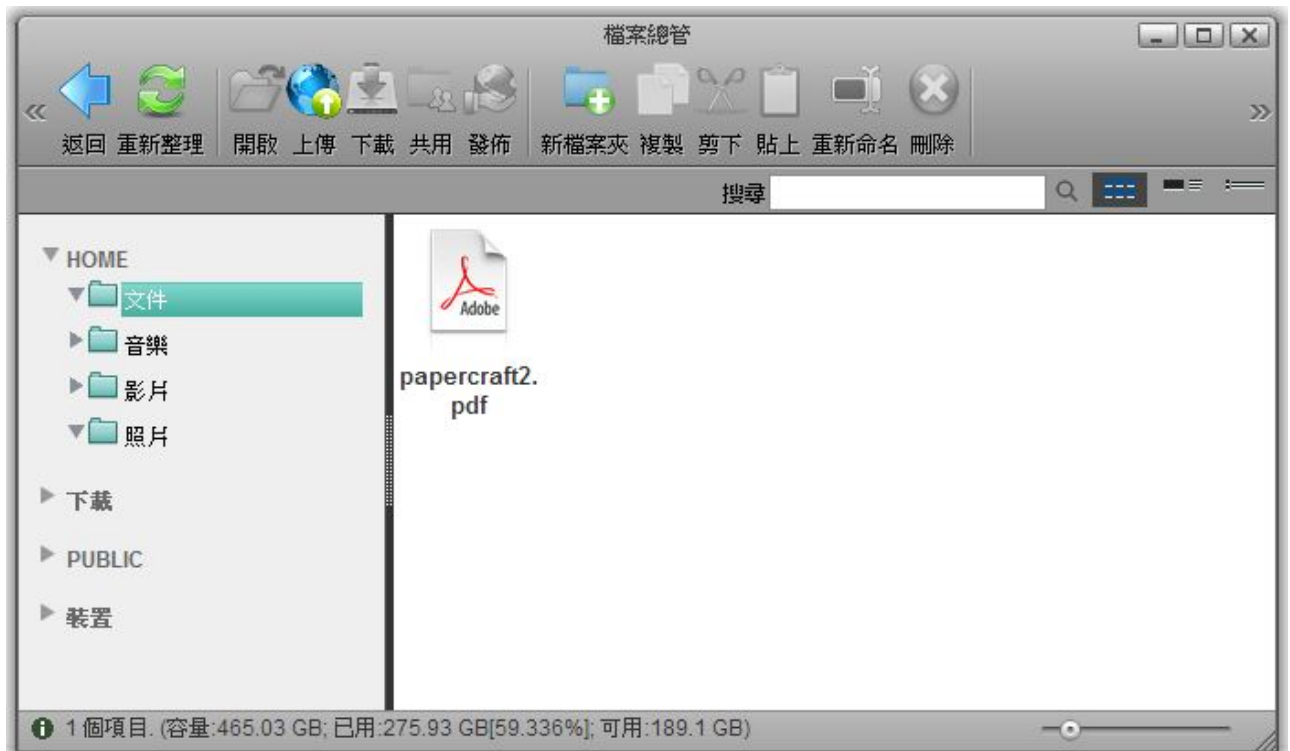 檔案總管
返回 重新整理 開啟 上傳 下載 共用 發佈 新檔案夾 複製 剪下 貼上 重新命名 刪除
搜尋
HOME
文件
音樂
影片
照片
下載
PUBLIC
裝置
Adobe
papercraft2.
pdf
1 個項目. (容量:465.03 GB; 已用:275.93 GB[59.336%]; 可用:189.1 GB)